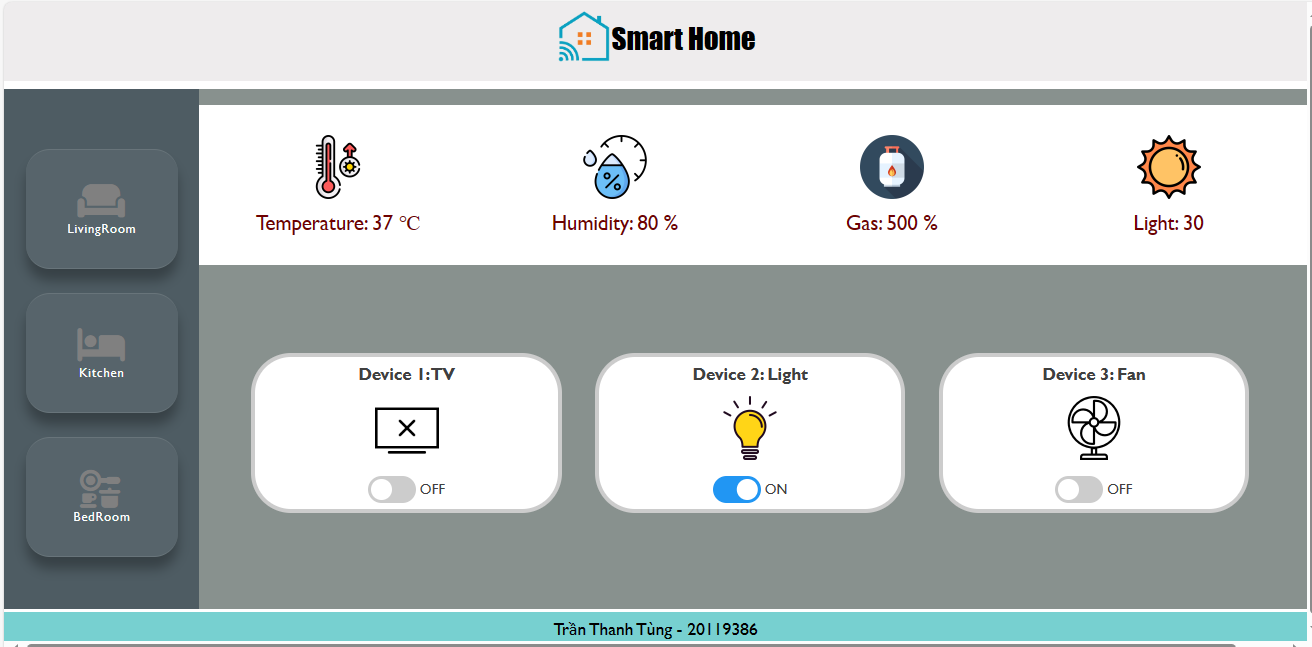 Smart Home
Temperature: 37 °C
Humidity: 80 %
Gas: 500 %
Light: 30
LivingRoom
Kitchen
BedRoom
Device 1:TV
OFF
Device 2: Light
ON
Device 3: Fan
OFF
Trần Thanh Tùng - 20119386